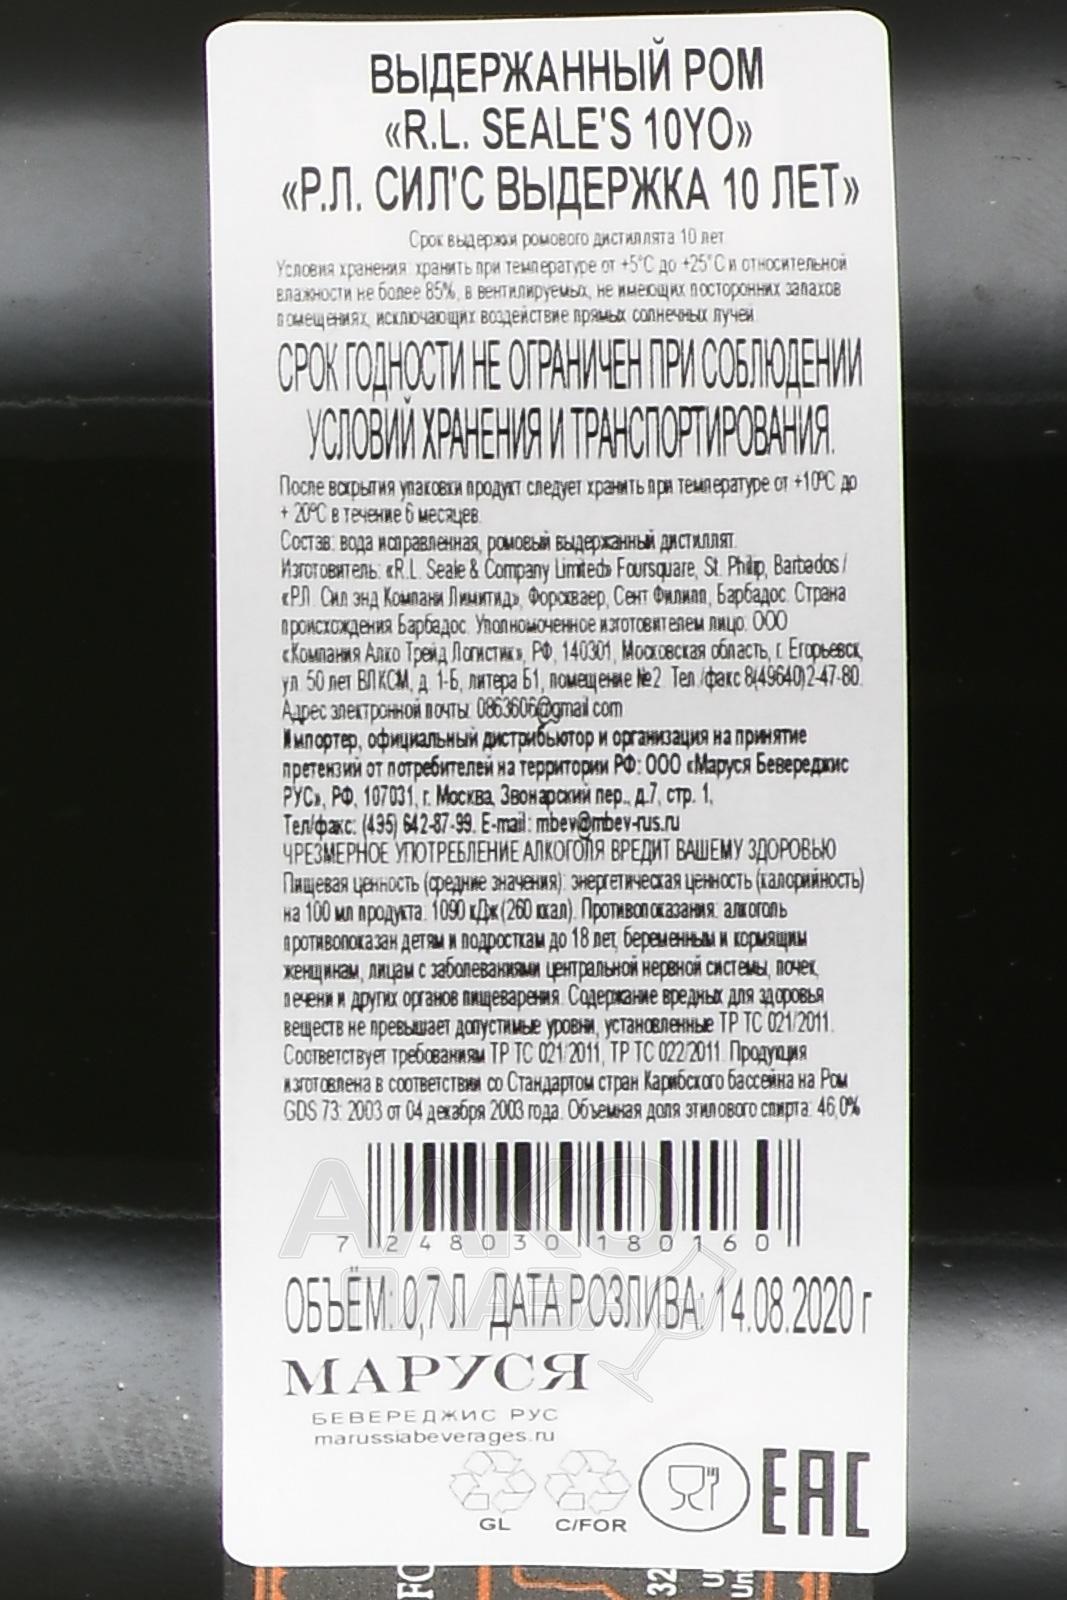 ВЫДЕРЖАННЫЙ РОМ
«R.L. SEALE'S 10YO»
«Р.Л. СИЛ'С ВЫДЕРЖКА 10 ЛЕТ»
Срок выдержки ромового дистиллята 10 лет.
Условия хранения: хранить при температуре от +5°С до +25°С и относительной
влажности не более 85%, в вентилируемых, не имеющих посторонних запахов
помещениях, исключающих воздействие прямых солнечных лучей.
СРОК ГОДНОСТИ НЕ ОГРАНИЧЕН ПРИ СОБЛЮДЕНИИ
УСЛОВИЙ ХРАНЕНИЯ И ТРАНСПОРТИРОВАНИЯ.
После вскрытия упаковки продукт следует хранить при температуре от +10ºС до
+ 20ºС в течение 6 месяцев.
Состав: вода исправленная, ромовый выдержанный дистиллят.
Изготовитель: «R.L. Seale & Company Limited» Foursquare, St. Philip, Barbados /
«Р.Л. Сил энд Компани Лимитид», Форсквaер, Сент Филипп, Барбадос. Страна
происхождения Барбадос. Уполномоченное изготовителем лицо: ООО
«Компания Алко Трейд Логистик», РФ, 140301, Московская область, г. Егорьевск,
ул. 50 лет ВЛКСМ, д. 1-Б, литера Б1, помещение №2. Тел./факс 8(49640)2-47-80.
Адрес электронной почты: 0863606@gmail.com
Импортер, официальный дистрибьютор и организация на принятие
претензий от потребителей на территории РФ: ООО «Маруся Бевереджис
РУС», РФ, 107031, г. Москва, Звонарский пер., д.7, стр. 1,
Тел/факс: (495) 642-87-99. E-mail: mbev@mbev-rus.ru
ЧРЕЗМЕРНОЕ УПОТРЕБЛЕНИЕ АЛКОГОЛЯ ВРЕДИТ ВАШЕМУ ЗДОРОВЬЮ
Пищевая ценность (средние значения): энергетическая ценность (калорийность)
на 100 мл продукта: 1090 кДж (260 ккал). Противопоказания: алкоголь
противопоказан детям и подросткам до 18 лет, беременным и кормящим
женщинам, лицам с заболеваниями центральной нервной системы, почек,
печени и других органов пищеварения. Содержание вредных для здоровья
веществ не превышает допустимые уровни, установленные ТР ТС 021/2011.
Соответствует требованиям ТР ТС 021/2011, ТР ТС 022/2011. Продукция
изготовлена в соответствии со Стандартом стран Карибского бассейна на Ром
GDS 73: 2003 от 04 декабря 2003 года. Объемная доля этилового спирта: 46,0%
7 248030 180160
ОБЪЁМ: 0,7 Л ДАТА РОЗЛИВА: 14.08.2020 г
МАРУСЯ
БЕВЕРЕДЖИС РУС
marussiabeverages.ru
GL C/FOR EAC
АЛКО
ПЛАВА.ru
FO
32
Un